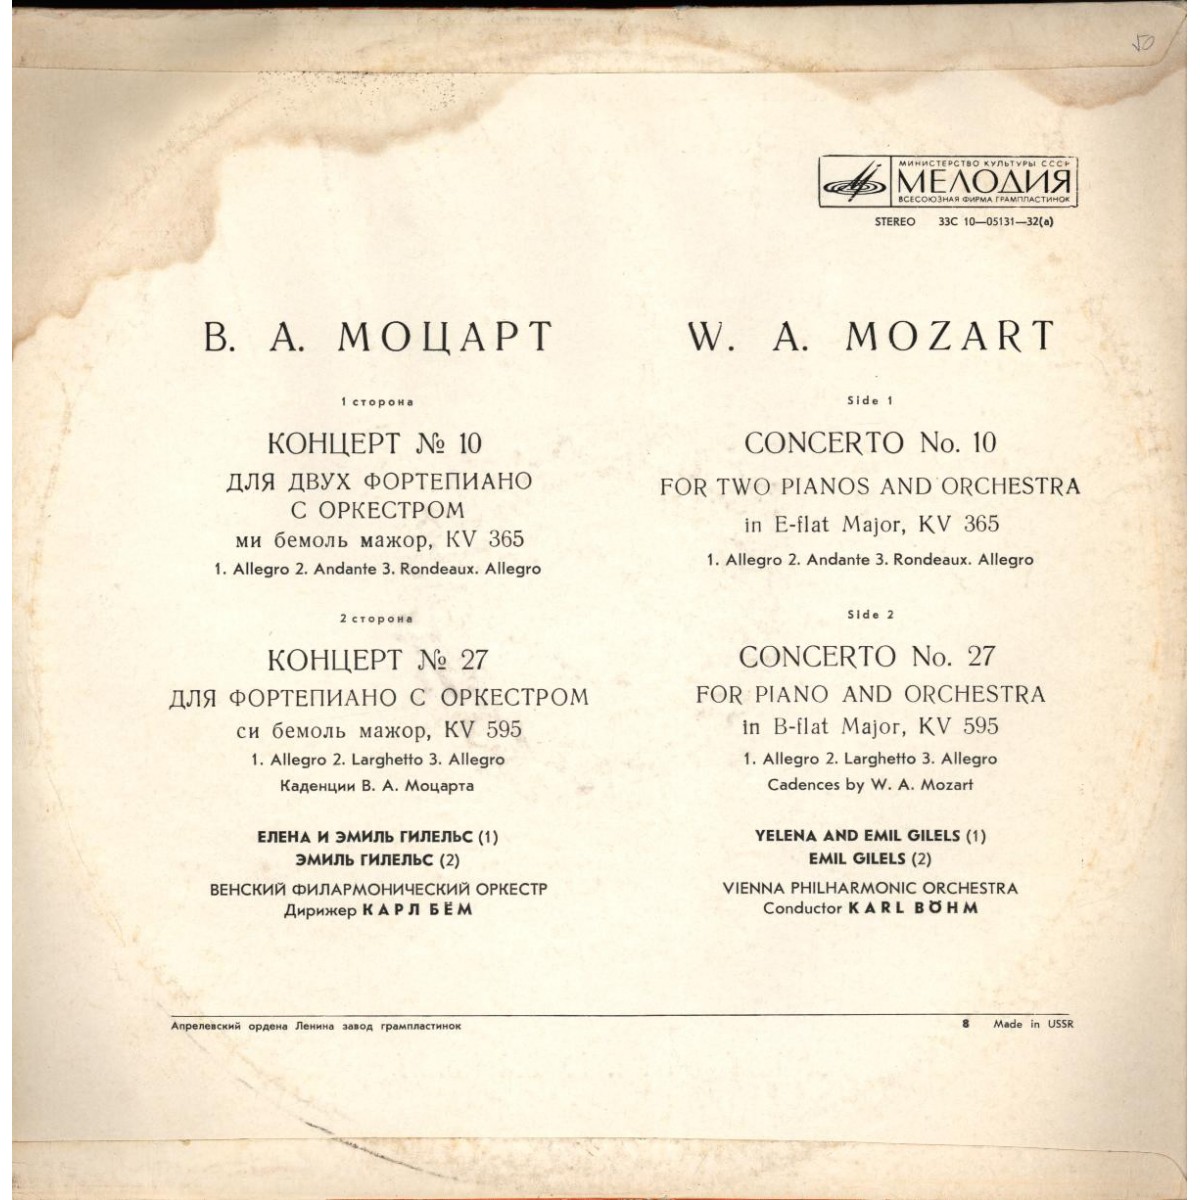 50
МИНИСТЕРСТВО КУЛЬТУРЫ СССР
МЕЛОДИЯ
ВСЕСОЮЗНАЯ ФИРМА ГРАМПЛАСТИНОК
STEREO 33С 10—05131—32(а)
В. А. МОЦАРТ
1 сторона
КОНЦЕРТ № 10
ДЛЯ ДВУХ ФОРТЕПИАНО
С ОРКЕСТРОМ
ми бемоль мажор, KV 365
1. Allegro 2. Andante 3. Rondeaux. Allegro
2 сторона
КОНЦЕРТ № 27
ДЛЯ ФОРТЕПИАНО С ОРКЕСТРОМ
си бемоль мажор, KV 595
1. Allegro 2. Larghetto 3. Allegro
Каденции В. А. Моцарта
ЕЛЕНА И ЭМИЛЬ ГИЛЕЛЬС (1)
ЭМИЛЬ ГИЛЕЛЬС (2)
ВЕНСКИЙ ФИЛАРМОНИЧЕСКИЙ ОРКЕСТР
Дирижер КАРЛ БЁМ
W. A. MOZART
Side 1
CONCERTO No. 10
FOR TWO PIANOS AND ORCHESTRA
in E-flat Major, KV 365
1. Allegro 2. Andante 3. Rondeaux. Allegro
Side 2
CONCERTO No. 27
FOR PIANO AND ORCHESTRA
in B-flat Major, KV 595
1. Allegro 2. Larghetto 3. Allegro
Cadences by W. A. Mozart
YELENA AND EMIL GILELS (1)
EMIL GILELS (2)
VIENNA PHILHARMONIC ORCHESTRA
Conductor KARL BÖHM
Апрелевский ордена Ленина завод грампластинок
8 Made in USSR